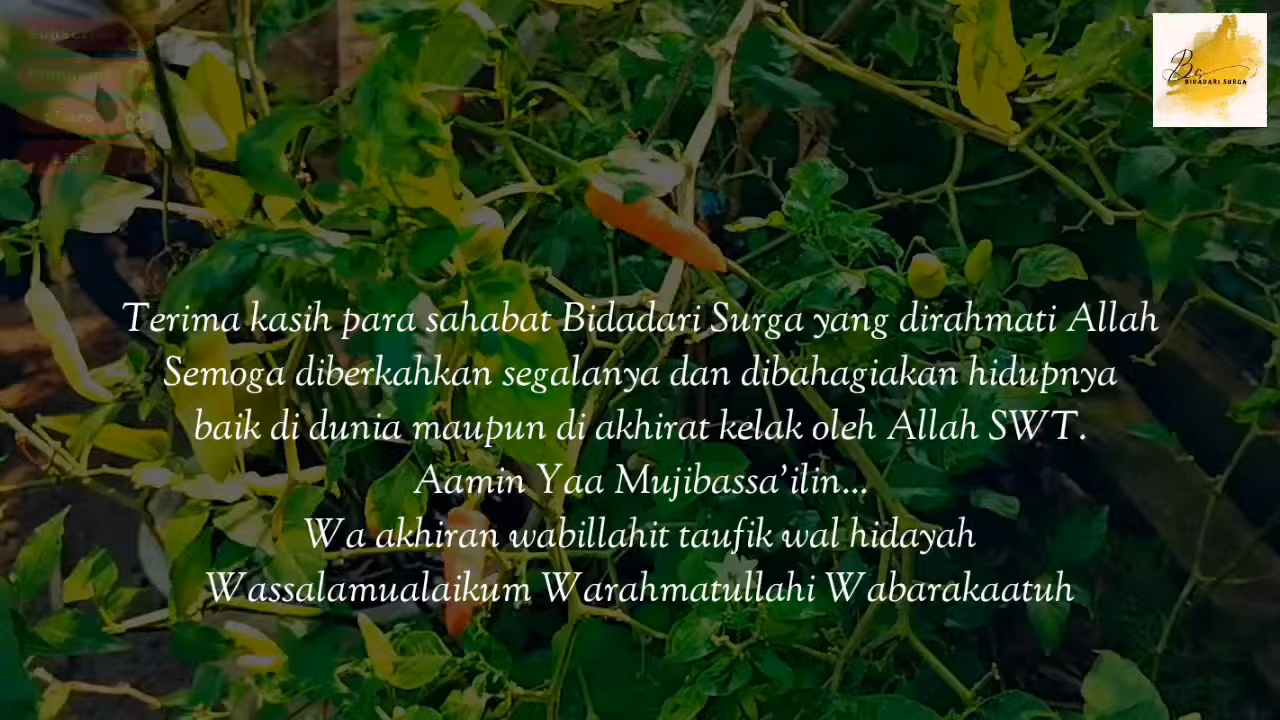 BIDADARI SURGA
Terima kasih para sahabat Bidadari Surga yang dirahmati Allah
Semoga diberkahkan segalanya dan dibahagiakan hidupnya
baik di dunia maupun di akhirat kelak oleh Allah SWT.
Aamin Yaa Mujibassa'ilin...
Wa akhiran wabillahit taufik wal hidayah
Wassalamualaikum Warahmatullahi Wabarakaatuh